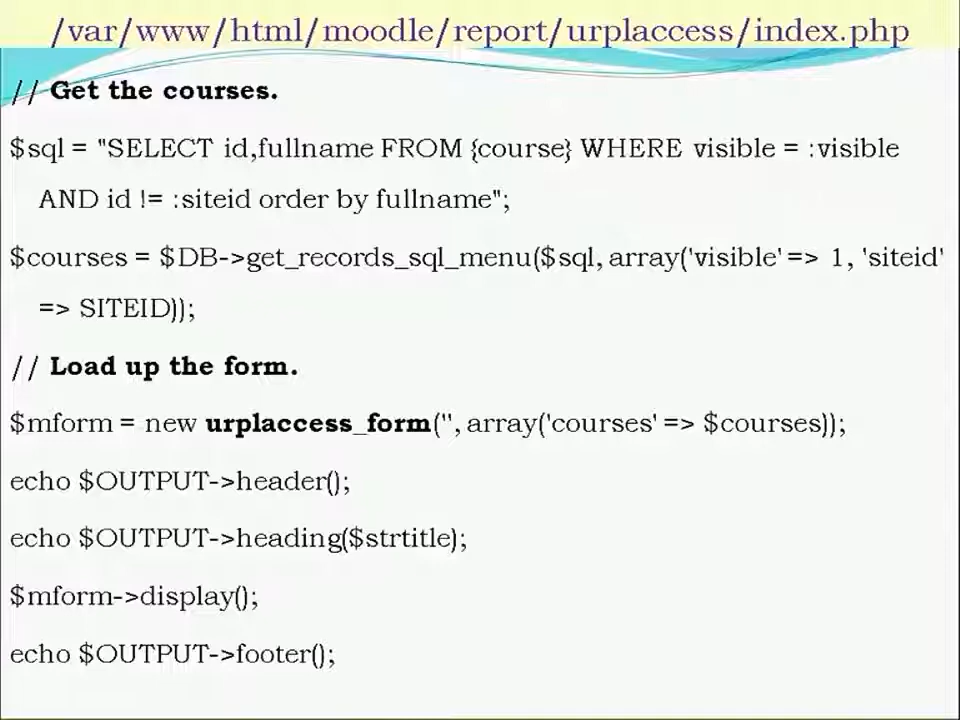 /var/www/html/moodle/report/urplaccess/index.php
// Get the courses.
$sql = "SELECT id,fullname FROM {course} WHERE visible = :visible
AND id != :siteid order by fullname";
$courses = $DB->get_records_sql_menu($sql, array('visible' => 1, 'siteid'
=> SITEID));
// Load up the form.
$mform = new urplaccess_form('', array('courses' => $courses));
echo $OUTPUT->header();
echo $OUTPUT->heading($strtitle);
$mform->display();
echo $OUTPUT->footer();